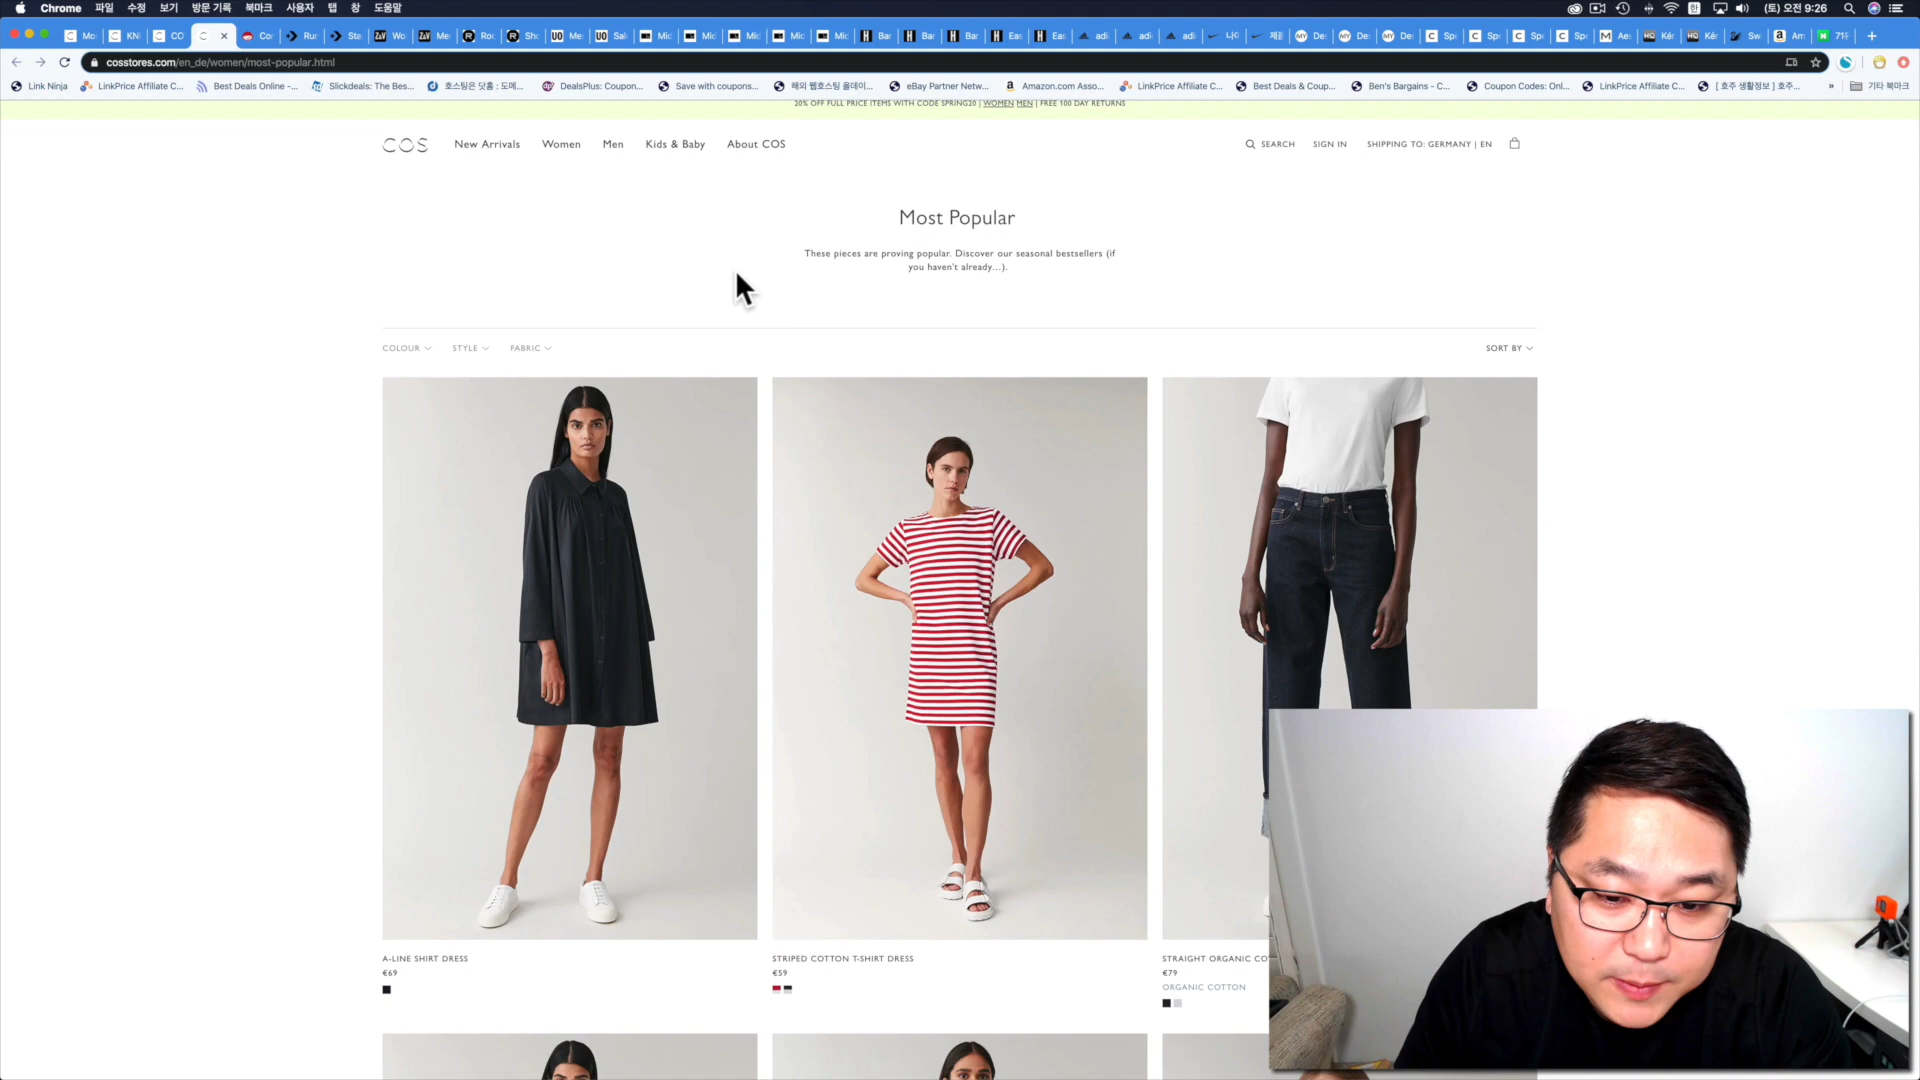 Chrome 파일 수정 보기 방문 기록 북마크 사용자 탭 창 도움말
(토) 오전 9:26
cosstores.com/en_de/women/most-popular.html
Link Ninja
LinkPrice Affiliate C...
Best Deals Online -...
Slickdeals: The Bes...
호스팅은 닷홈 : 도메...
DealsPlus: Coupon...
Save with coupons...
해외 웹호스팅 올데이...
eBay Partner Netw...
Amazon.com Asso...
LinkPrice Affiliate C...
Best Deals & Coup...
Ben's Bargains - C...
Coupon Codes: Onl...
LinkPrice Affiliate C...
[ 호주 생활정보 ] 호주...
» 기타 북마크
20% OFF FULL PRICE ITEMS WITH CODE SPRING20 | WOMEN MEN | FREE 100 DAY RETURNS
COS New Arrivals Women Men Kids & Baby About COS
SEARCH SIGN IN SHIPPING TO: GERMANY | EN
Most Popular
These pieces are proving popular. Discover our seasonal bestsellers (if
you haven't already...).
COLOUR STYLE FABRIC SORT BY
A-LINE SHIRT DRESS
€69
STRIPED COTTON T-SHIRT DRESS
€59
STRAIGHT ORGANIC CO
€79
ORGANIC COTTON